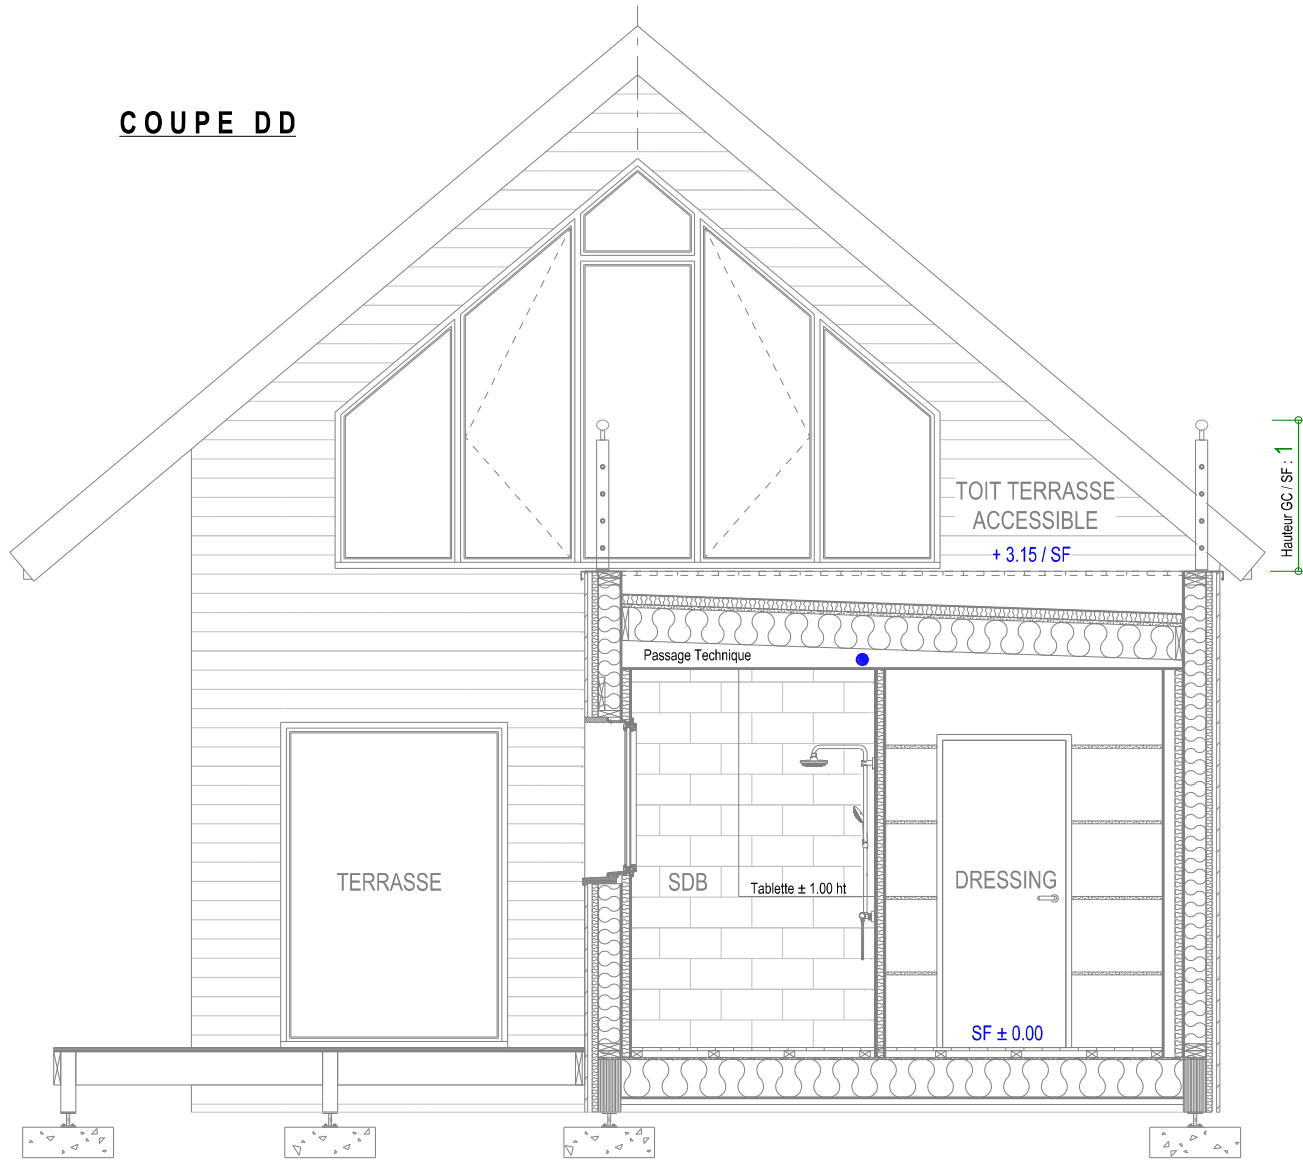 COUPE DD
TOIT TERRASSE
ACCESSIBLE
+ 3.15 / SF
Hauteur GC / SF : 1
Passage Technique
TERRASSE
SDB
Tablette ± 1.00 ht
DRESSING
SF ± 0.00